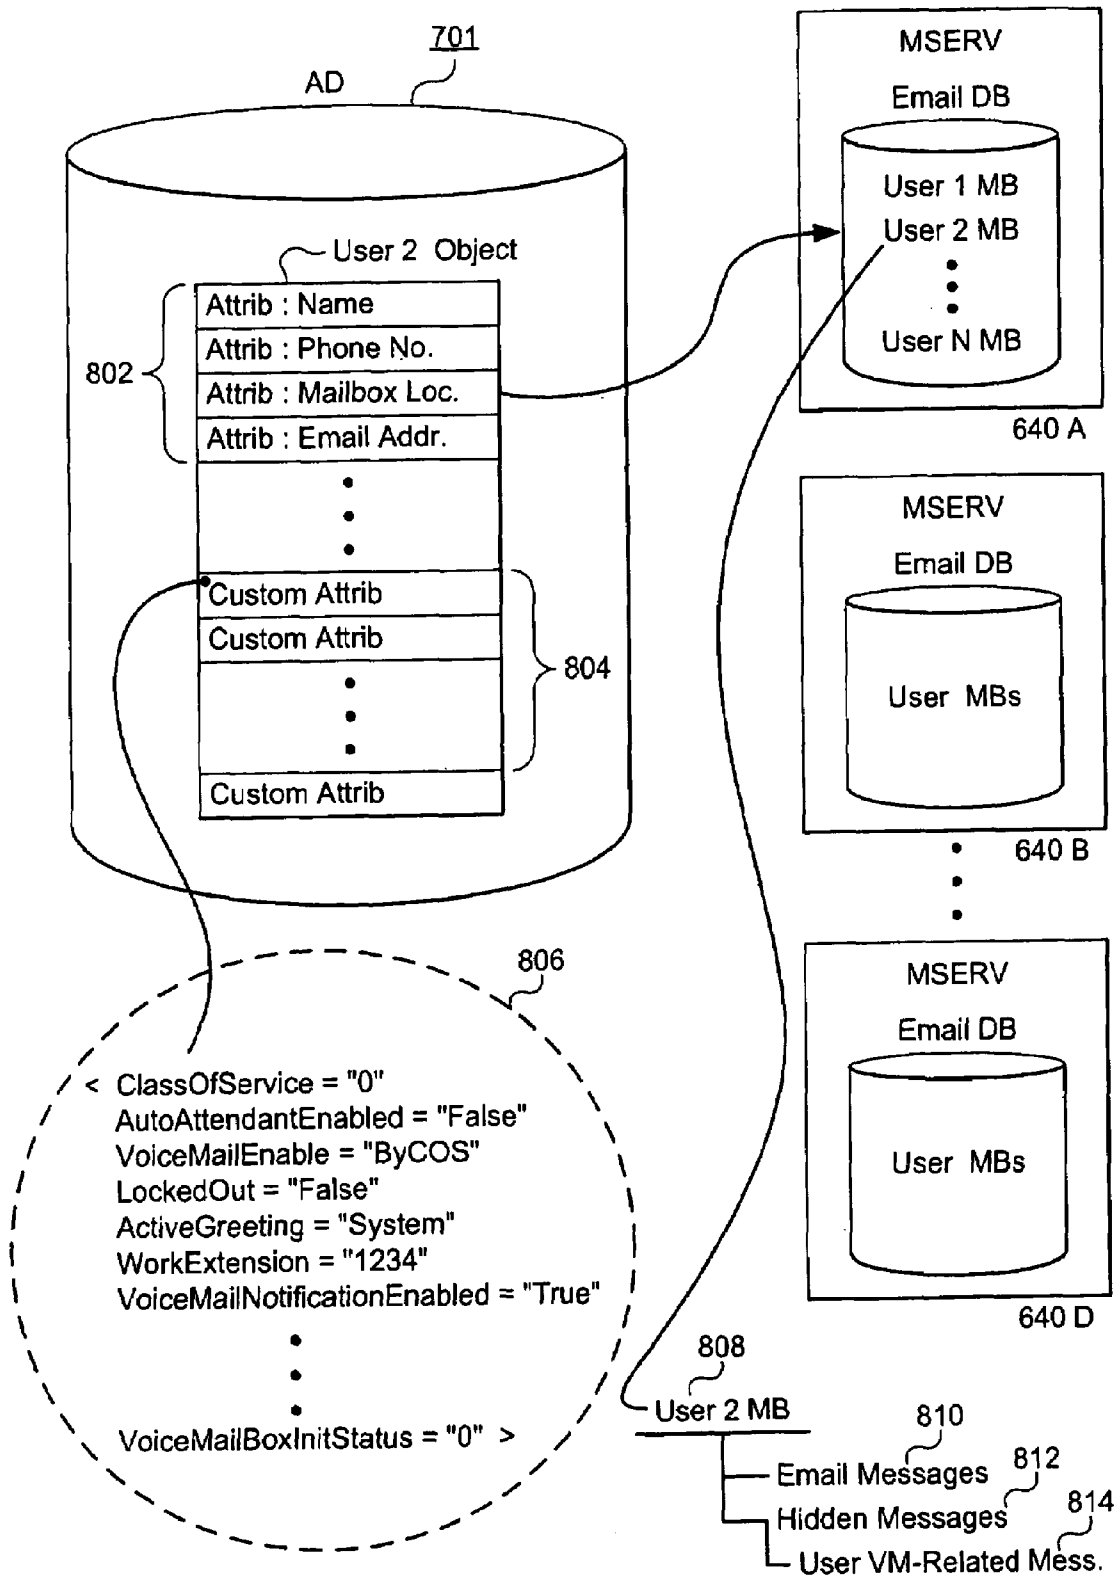 701
AD
User 2 Object
Attrib : Name
Attrib : Phone No.
802
Attrib : Mailbox Loc.
Attrib : Email Addr.
Custom Attrib
Custom Attrib
804
Custom Attrib
MSERV
Email DB
User 1 MB
User 2 MB
User N MB
640 A
MSERV
Email DB
User MBs
640 B
MSERV
Email DB
User MBs
640 D
806
< ClassOfService = "0"
AutoAttendantEnabled = "False"
VoiceMailEnable = "ByCOS"
LockedOut = "False"
ActiveGreeting = "System"
WorkExtension = "1234"
VoiceMailNotificationEnabled = "True"
VoiceMailBoxInitStatus = "0" >
808
User 2 MB
810
Email Messages
812
Hidden Messages
814
User VM-Related Mess.